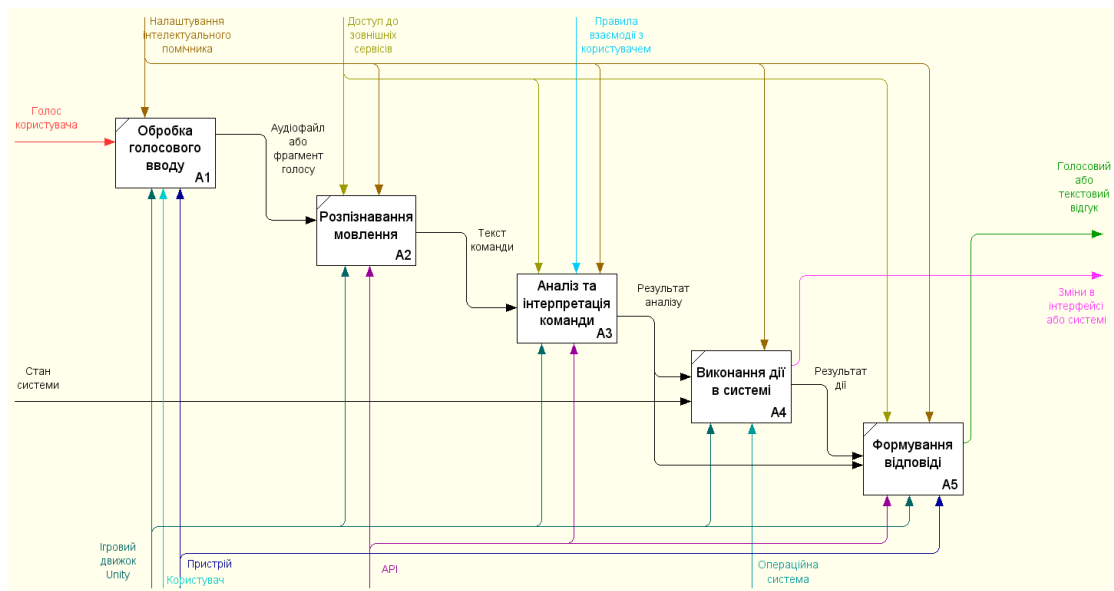 Налаштування
інтелектуального
помічника
Доступ до
зовнішніх
сервісів
Правила
взаємодії з
користувачем
Голос
користувача
Обробка
голосового
вводу
A1
Аудіофайл
або
фрагмент
голосу
Розпізнавання
мовлення
A2
Текст
команди
Аналіз та
інтерпретація
команди
A3
Результат
аналізу
Голосовий
або
текстовий
відгук
Зміни в
інтерфейсі
або системі
Стан
системи
Виконання дії
в системі
A4
Результат
дії
Формування
відповіді
A5
Ігровий
движок
Unity
Користувач
Пристрій
API
Операційна
система